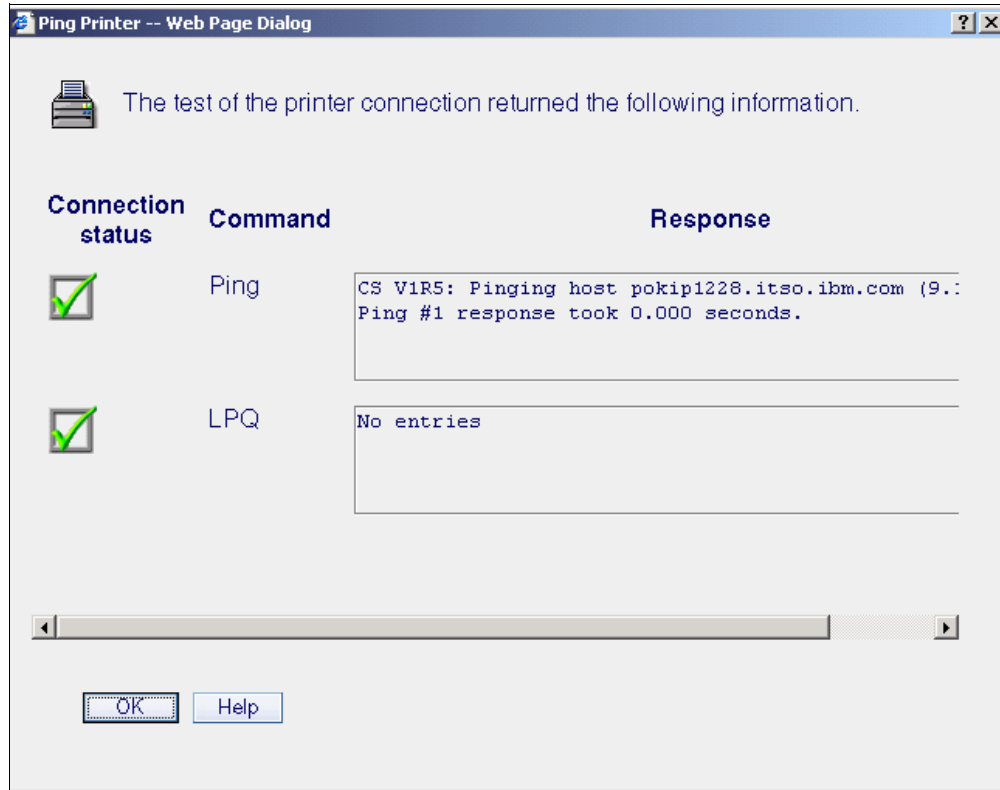 Ping Printer -- Web Page Dialog
The test of the printer connection returned the following information.
Connection status Command Response
Ping
CS V1R5: Pinging host pokip1228.itso.ibm.com (9.
Ping #1 response took 0.000 seconds.
LPQ
No entries
OK Help